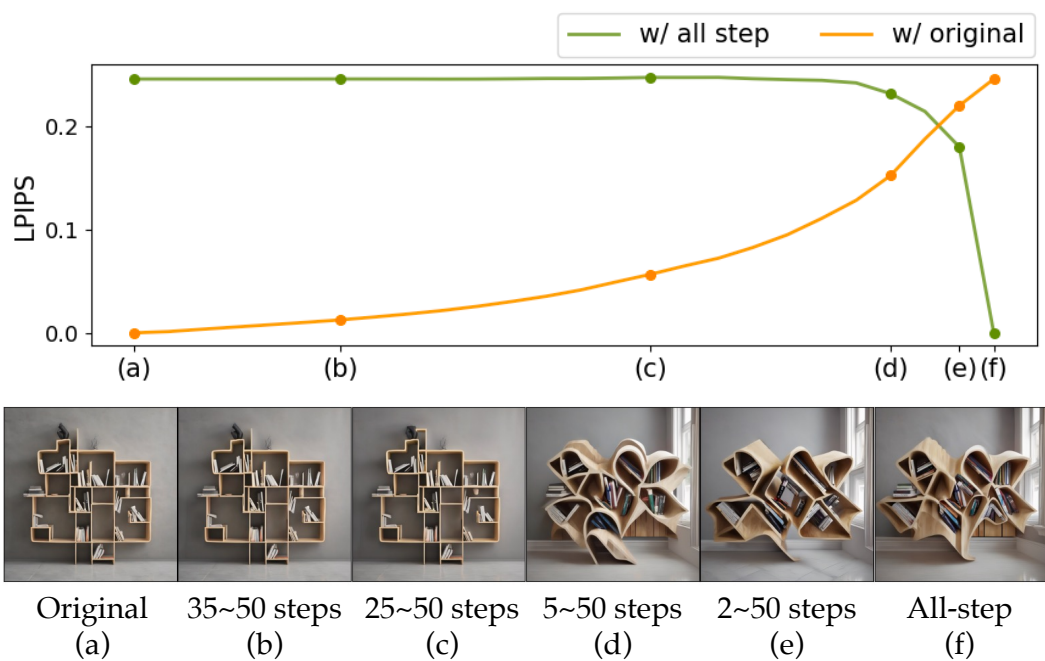 w/ all step w/ original
LPIPS
0.2
0.1
0.0
(a) (b) (c) (d) (e) (f)
Original 35~50 steps 25~50 steps 5~50 steps 2~50 steps All-step
(a) (b) (c) (d) (e) (f)